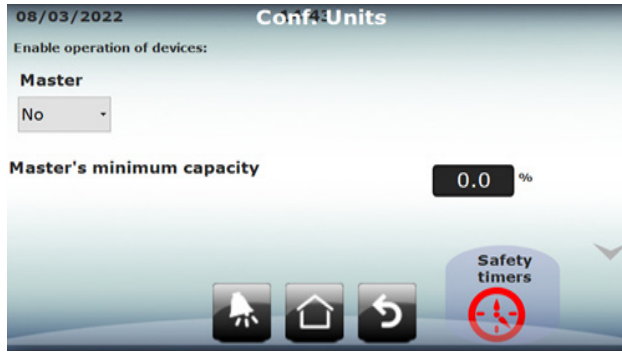 08/03/2022 Conf. Units
Enable operation of devices:
Master
No
Master's minimum capacity
0.0 %
Safety
timers